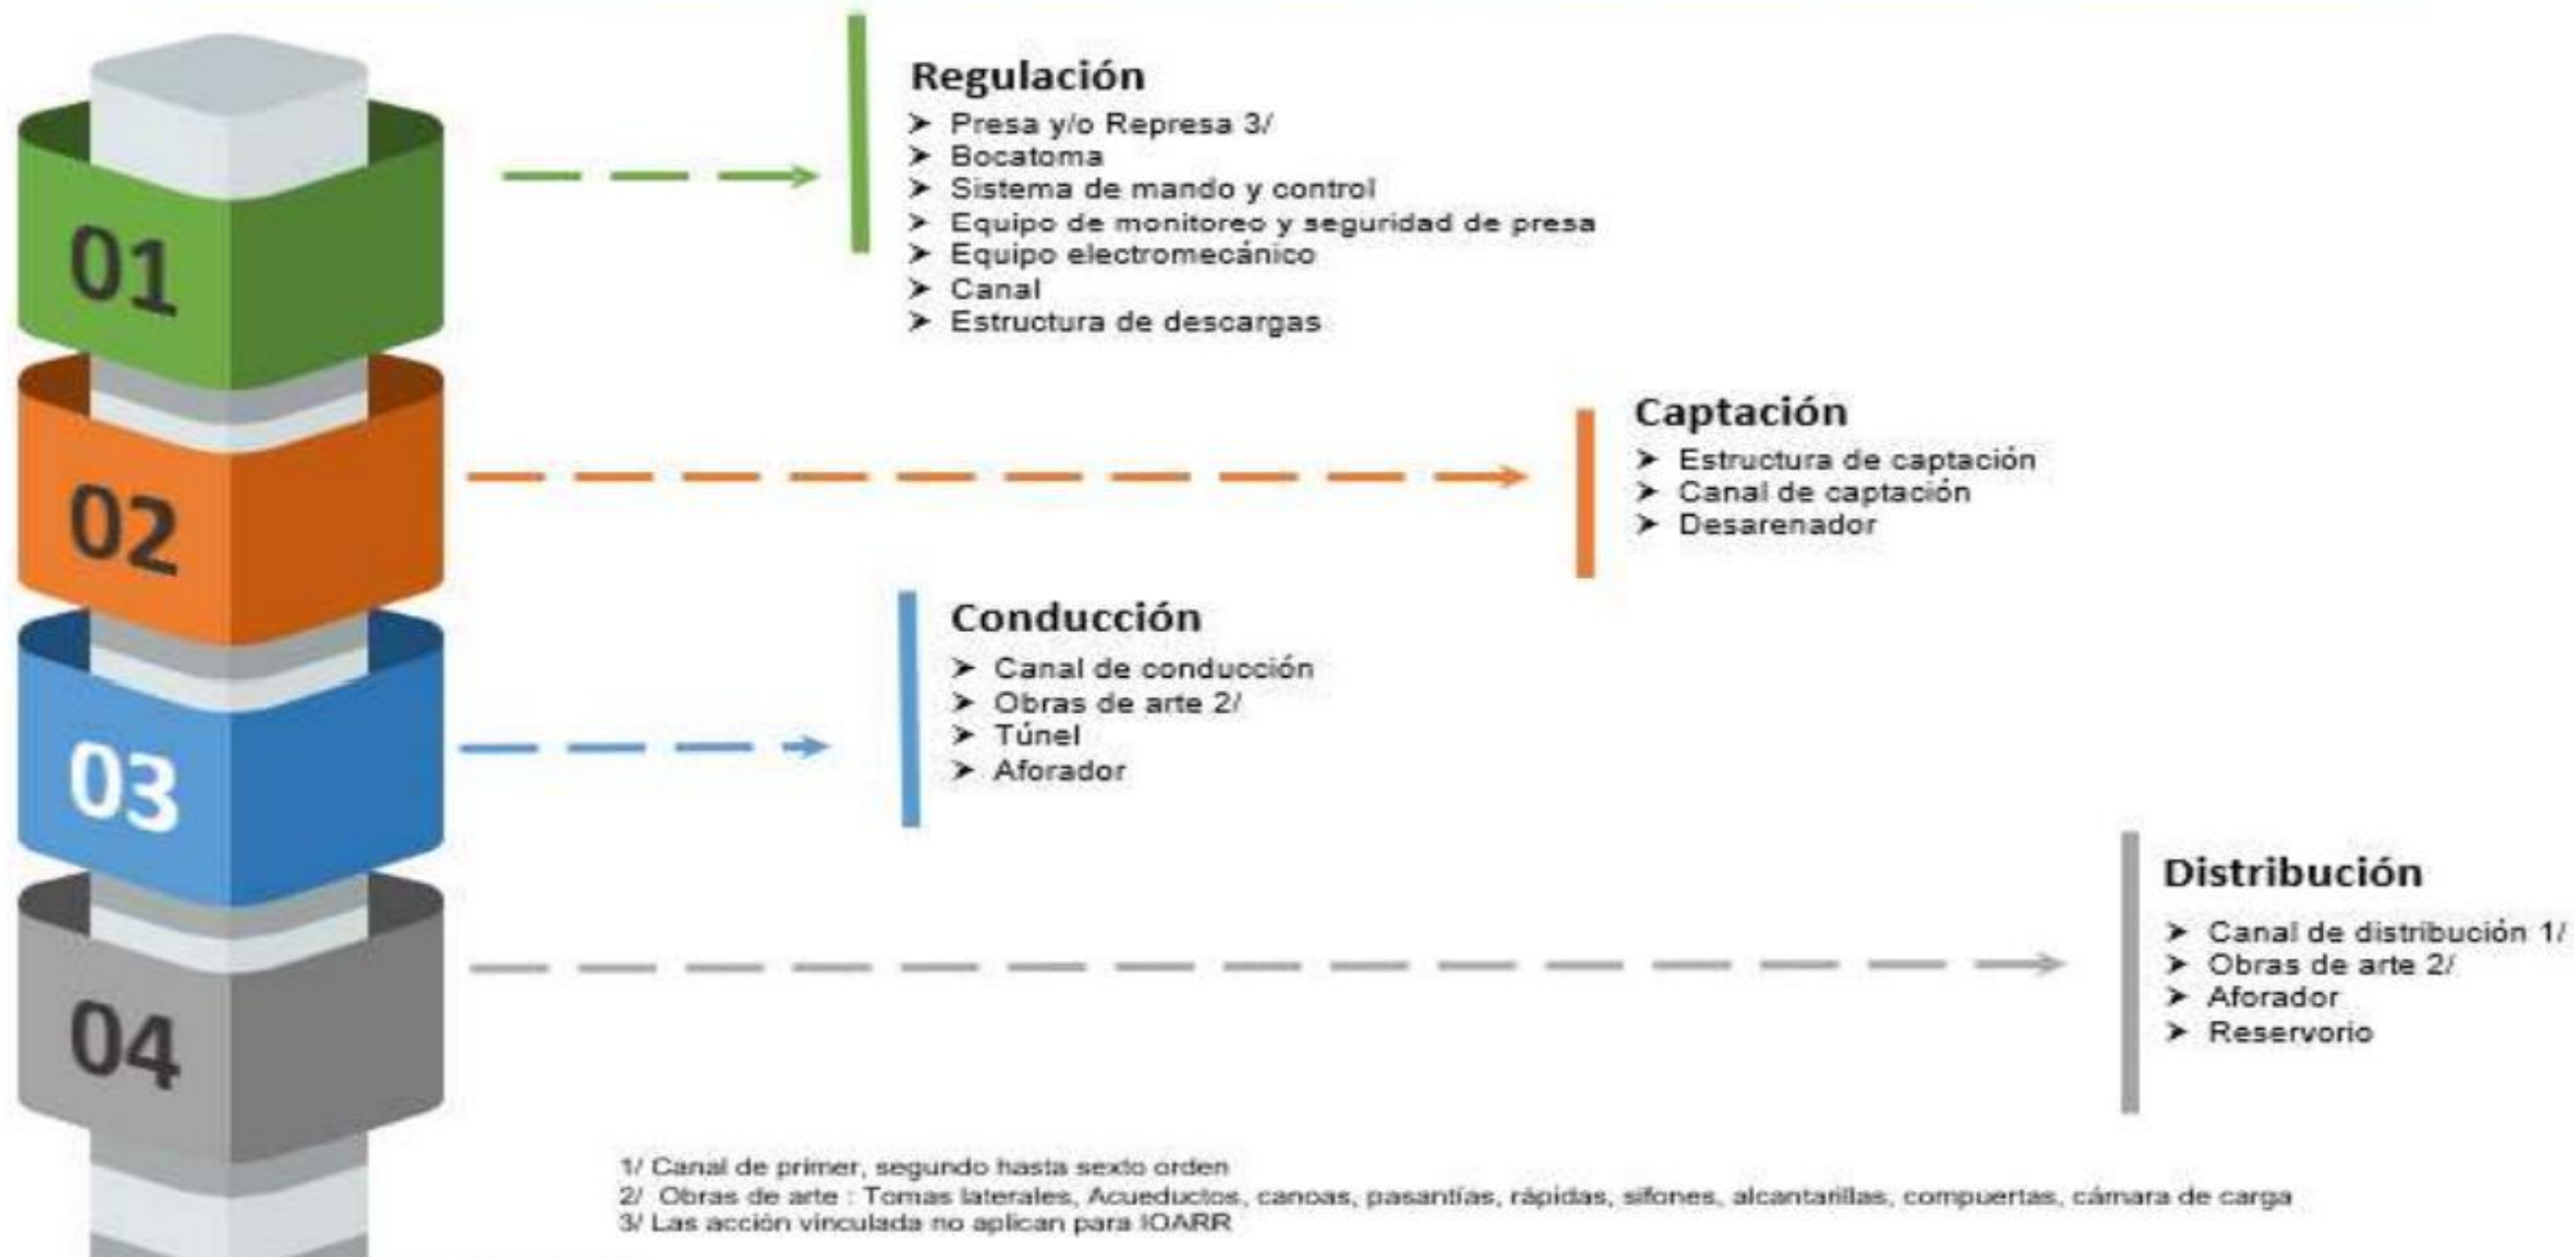 01
Regulación
➤ Presa y/o Represa 3/
➤ Bocatoma
➤ Sistema de mando y control
➤ Equipo de monitoreo y seguridad de presa
➤ Equipo electromecánico
➤ Canal
➤ Estructura de descargas
02
Captación
➤ Estructura de captación
➤ Canal de captación
➤ Desarenador
03
Conducción
➤ Canal de conducción
➤ Obras de arte 2/
➤ Túnel
➤ Aforador
04
Distribución
➤ Canal de distribución 1/
➤ Obras de arte 2/
➤ Aforador
➤ Reservorio
1/ Canal de primer, segundo hasta sexto orden
2/ Obras de arte : Tomas laterales, Acueductos, canoas, pasantías, rápidas, sifones, alcantarillas, compuertas, cámara de carga
3/ Las acción vinculada no aplican para IOARR